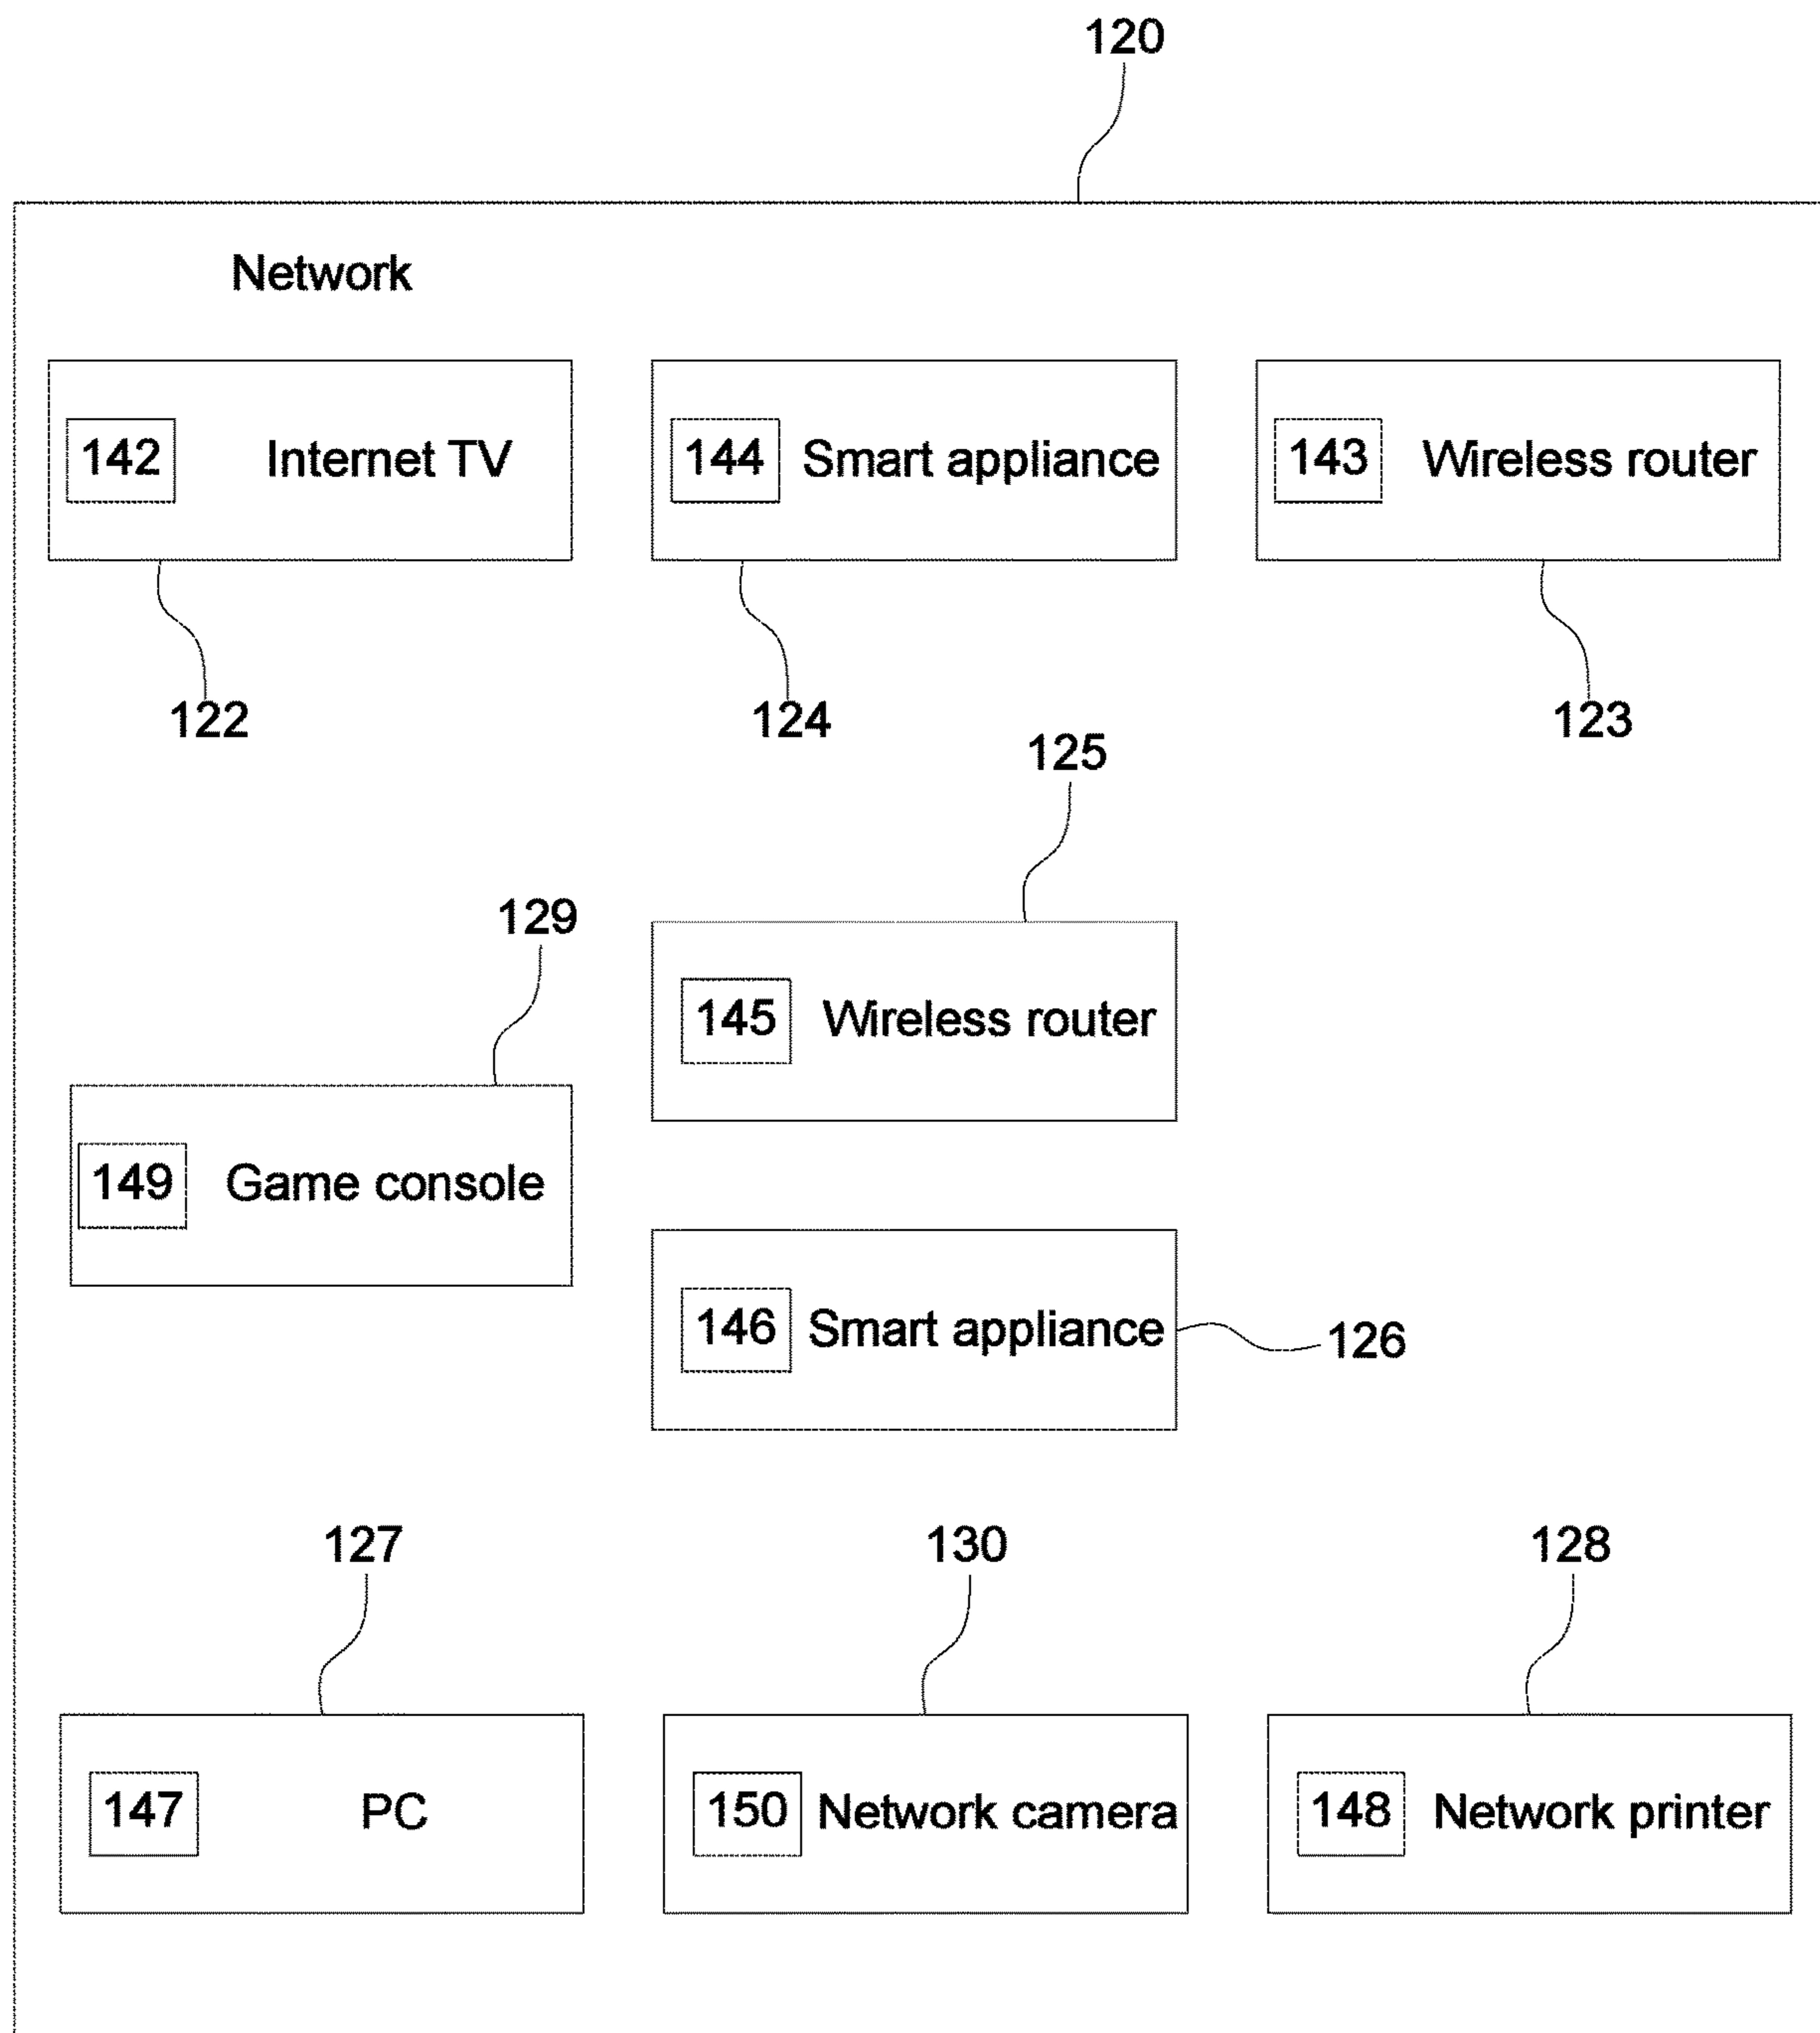 120
Network
142 Internet TV
144 Smart appliance
143 Wireless router
122
124
123
125
129
145 Wireless router
149 Game console
146 Smart appliance
126
127
130
128
147 PC
150 Network camera
148 Network printer